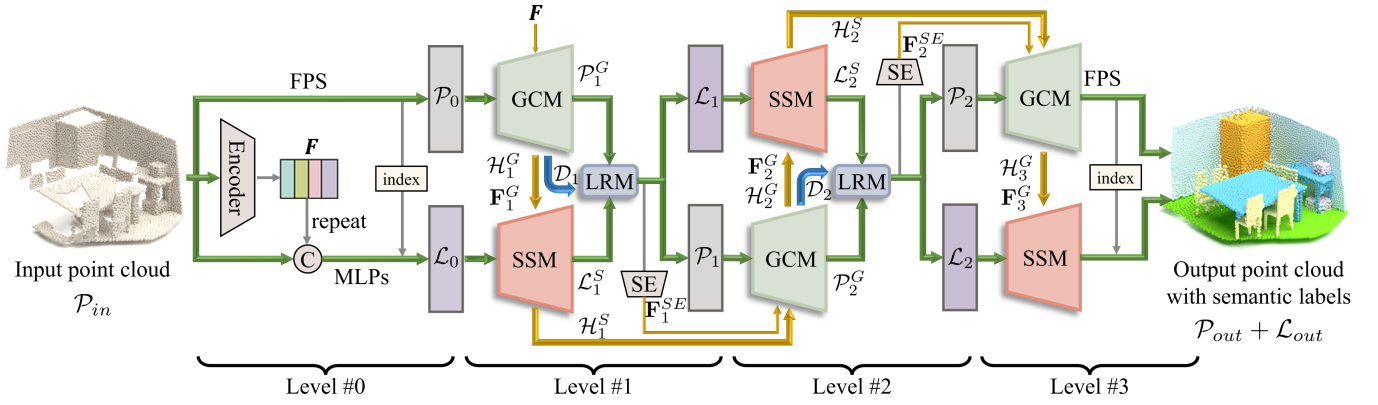 Input point cloud
𝒫_in
FPS
Encoder
F
repeat
C
MLPs
index
𝒫_0
ℒ_0
F
GCM
𝒫_1^G
ℋ_1^G
F_1^G
𝒟_1
LRM
SSM
ℒ_1^S
ℋ_1^S
SE
F_1^{SE}
ℒ_1
𝒫_1
SSM
ℋ_2^S
ℒ_2^S
F_2^G
ℋ_2^G
𝒟_2
LRM
GCM
𝒫_2^G
SE
F_2^{SE}
𝒫_2
ℒ_2
GCM
FPS
ℋ_3^G
F_3^G
index
SSM
Output point cloud
with semantic labels
𝒫_out + ℒ_out
Level #0
Level #1
Level #2
Level #3